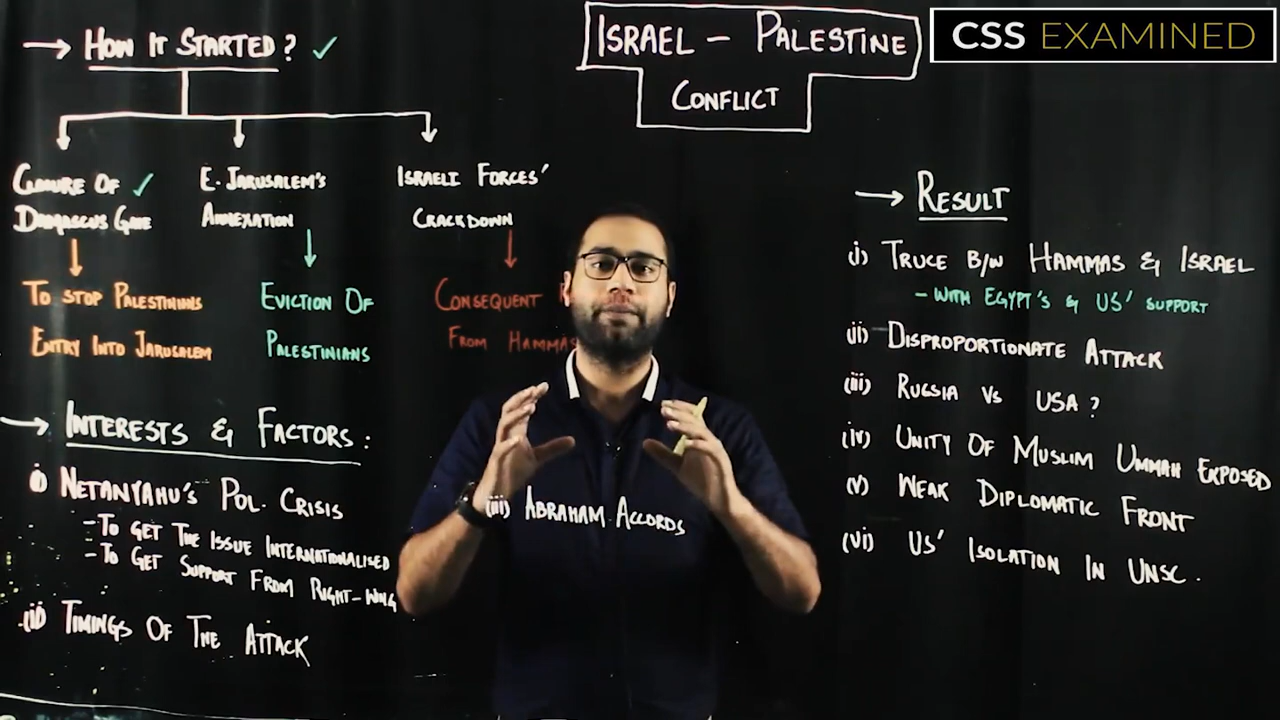 → HOW IT STARTED? ✓
ISRAEL – PALESTINE
CONFLICT
CSS EXAMINED
CLOSURE OF ✓
DAMASCUS GATE
TO STOP PALESTINIANS
ENTRY INTO JARUSALEM
E. JARUSALEM'S
ANNEXATION
EVICTION OF
PALESTINIANS
ISRAELI FORCES'
CRACKDOWN
CONSEQUENT
FROM HAMMAS
→ INTERESTS & FACTORS:
(i) NETANYAHU'S POL. CRISIS
- TO GET THE ISSUE INTERNATIONALISED
- TO GET SUPPORT FROM RIGHT-WING
(ii) TIMINGS OF THE ATTACK
(iii) ABRAHAM ACCORDS
→ RESULT
(i) TRUCE B/W HAMMAS & ISRAEL
- WITH EGYPT'S & US' SUPPORT
(ii) DISPROPORTIONATE ATTACK
(iii) RUSSIA VS USA?
(iv) UNITY OF MUSLIM UMMAH EXPOSED
(v) WEAK DIPLOMATIC FRONT
(vi) US' ISOLATION IN UNSC.